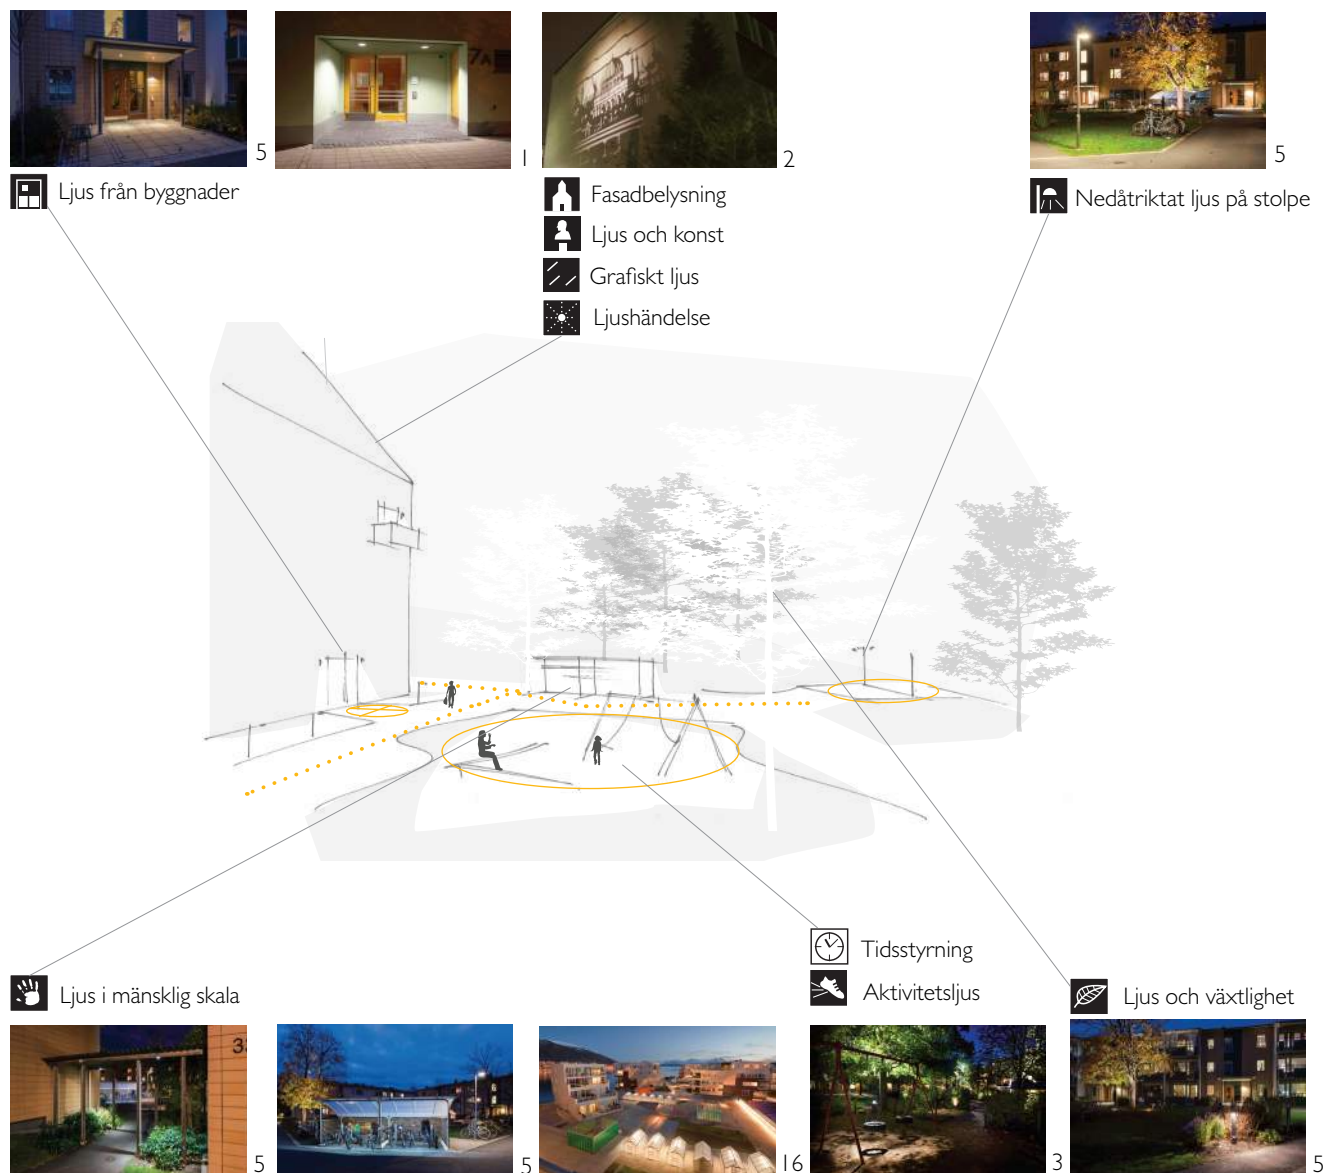 7A
5
1
2
5
Ljus från byggnader
Fasadbelysning
Ljus och konst
Grafiskt ljus
Ljushändelse
Nedåtriktat ljus på stolpe
Tidsstyrning
Aktivitetsljus
Ljus i mänsklig skala
Ljus och växtlighet
5
5
16
3
5